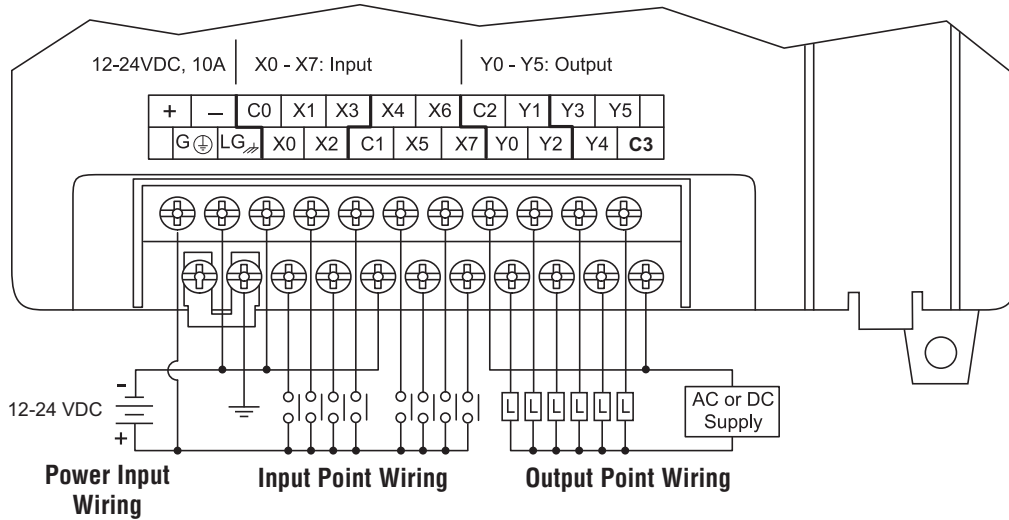 12-24VDC, 10A X0 - X7: Input Y0 - Y5: Output
+ – C0 X1 X3 X4 X6 C2 Y1 Y3 Y5
G LG X0 X2 C1 X5 X7 Y0 Y2 Y4 C3
-
12-24 VDC
+
L L L L L L
AC or DC
Supply
Power Input
Wiring
Input Point Wiring
Output Point Wiring